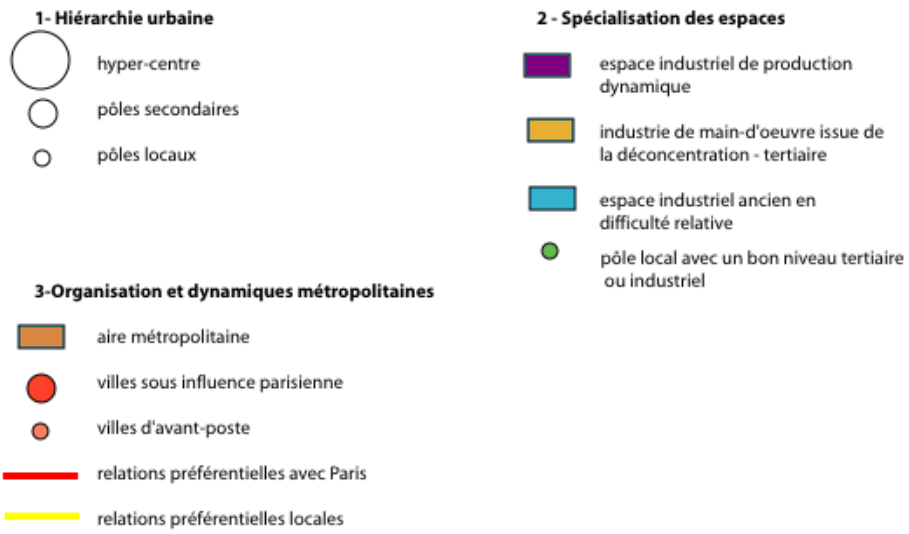 1- Hiérarchie urbaine
hyper-centre
pôles secondaires
pôles locaux
2 - Spécialisation des espaces
espace industriel de production
dynamique
industrie de main-d'oeuvre issue de
la déconcentration - tertiaire
espace industriel ancien en
difficulté relative
pôle local avec un bon niveau tertiaire
ou industriel
3-Organisation et dynamiques métropolitaines
aire métropolitaine
villes sous influence parisienne
villes d'avant-poste
relations préférentielles avec Paris
relations préférentielles locales